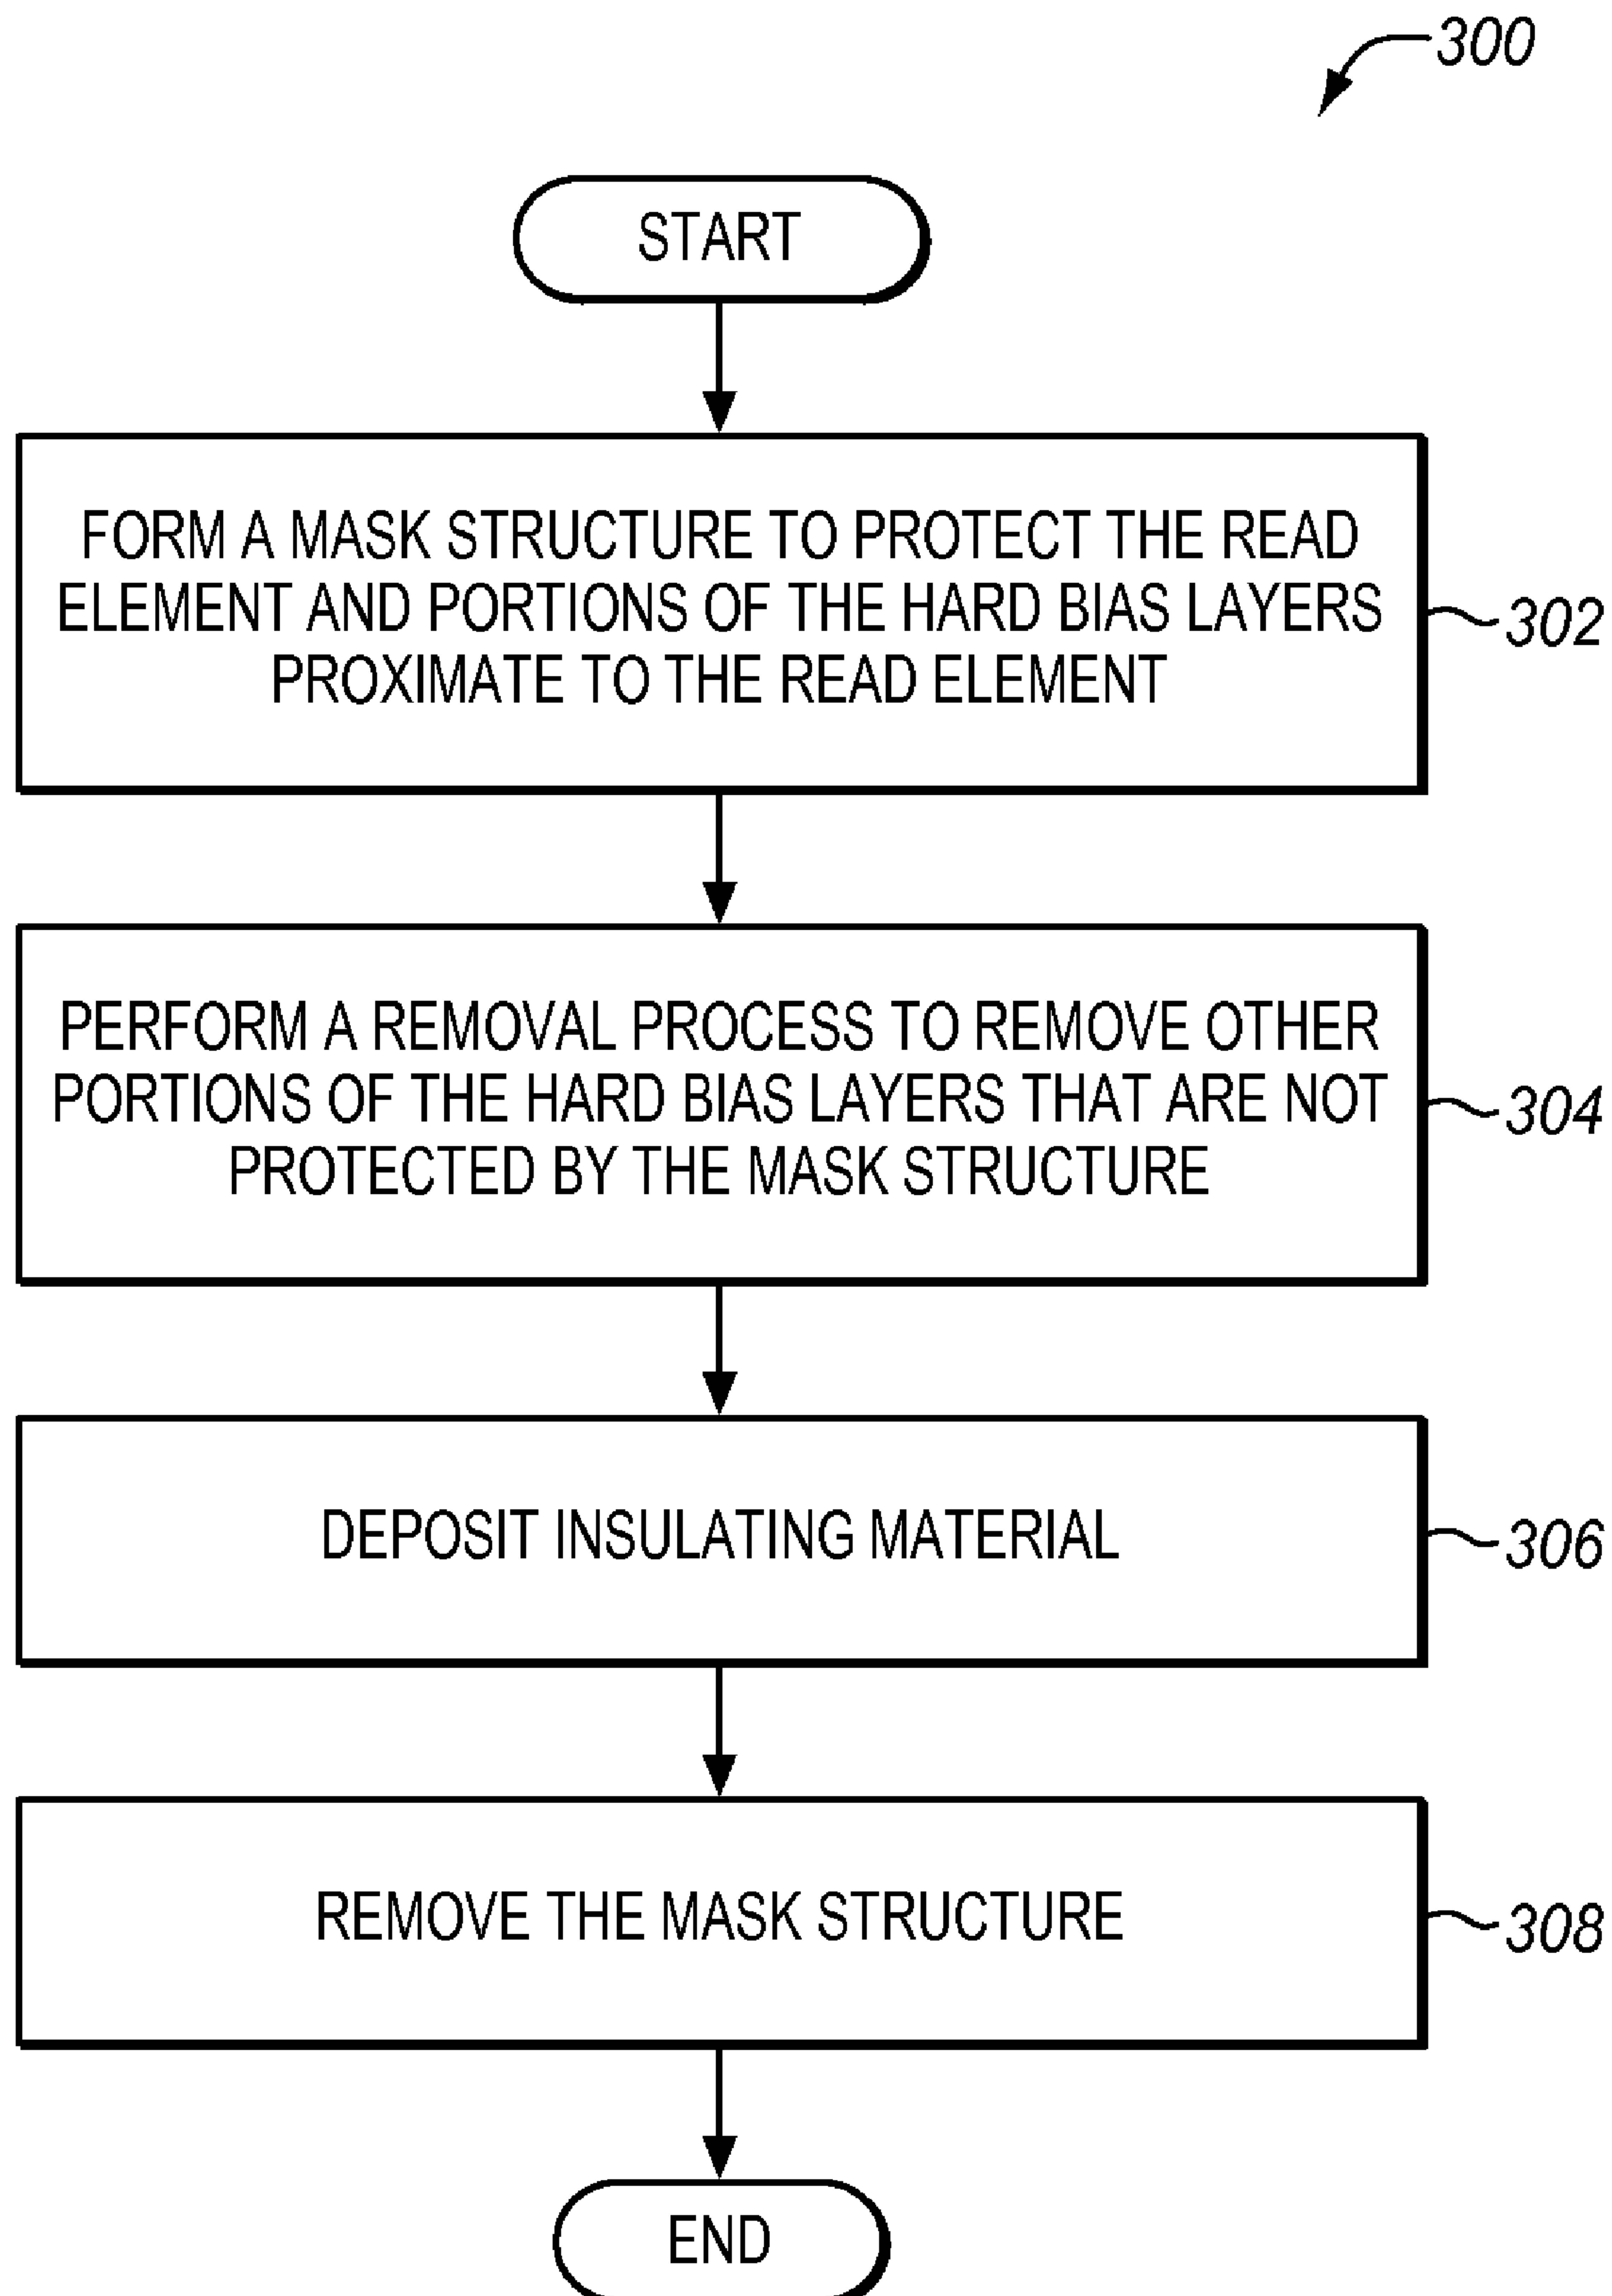 300
START
FORM A MASK STRUCTURE TO PROTECT THE READ
ELEMENT AND PORTIONS OF THE HARD BIAS LAYERS
PROXIMATE TO THE READ ELEMENT
302
PERFORM A REMOVAL PROCESS TO REMOVE OTHER
PORTIONS OF THE HARD BIAS LAYERS THAT ARE NOT
PROTECTED BY THE MASK STRUCTURE
304
DEPOSIT INSULATING MATERIAL
306
REMOVE THE MASK STRUCTURE
308
END